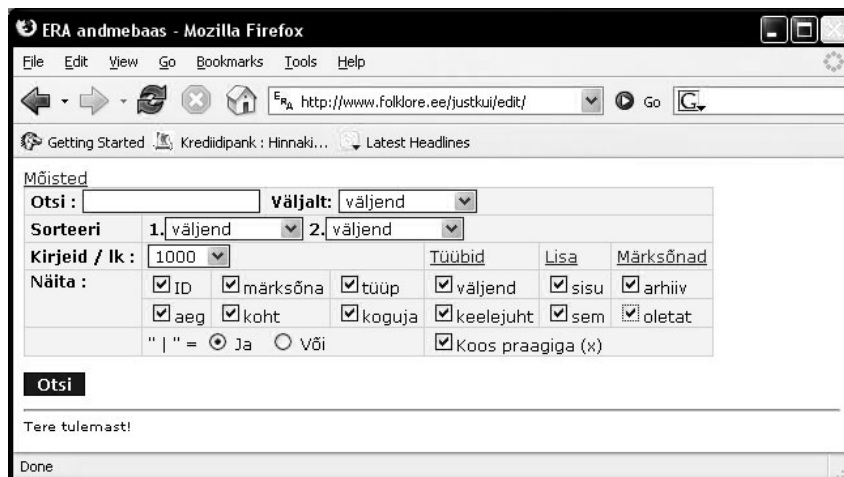 ERA andmebaas - Mozilla Firefox
File Edit View Go Bookmarks Tools Help
ERA http://www.folklore.ee/justkui/edit/ Go G
Getting Started Krediidipank : Hinnaki... Latest Headlines
Mõisted
Otsi : Väljalt: väljend
Sorteeri 1. väljend 2. väljend
Kirjeid / lk : 1000 Tüübid Lisa Märksõnad
Näita : ID märksõna tüüp väljend sisu arhiiv
aeg koht koguja keelejuht sem oletat
" | " = Ja Või Koos praagiga (x)
Otsi
Tere tulemast!
Done